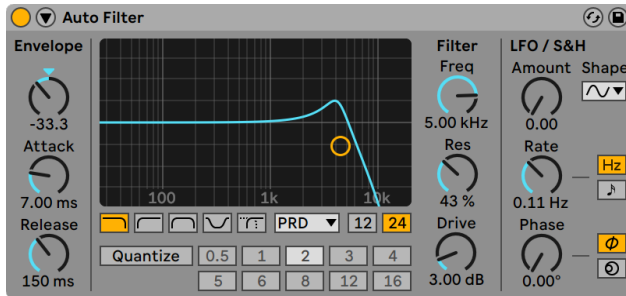 Auto Filter
Envelope
-33.3
Attack
7.00 ms
Release
150 ms
100 1k 10k
PRD 12 24
Quantize 0.5 1 2 3 4
5 6 8 12 16
Filter
Freq
5.00 kHz
Res
43 %
Drive
3.00 dB
LFO / S&H
Amount Shape
0.00
Rate
Hz
0.11 Hz
Phase
0.00°